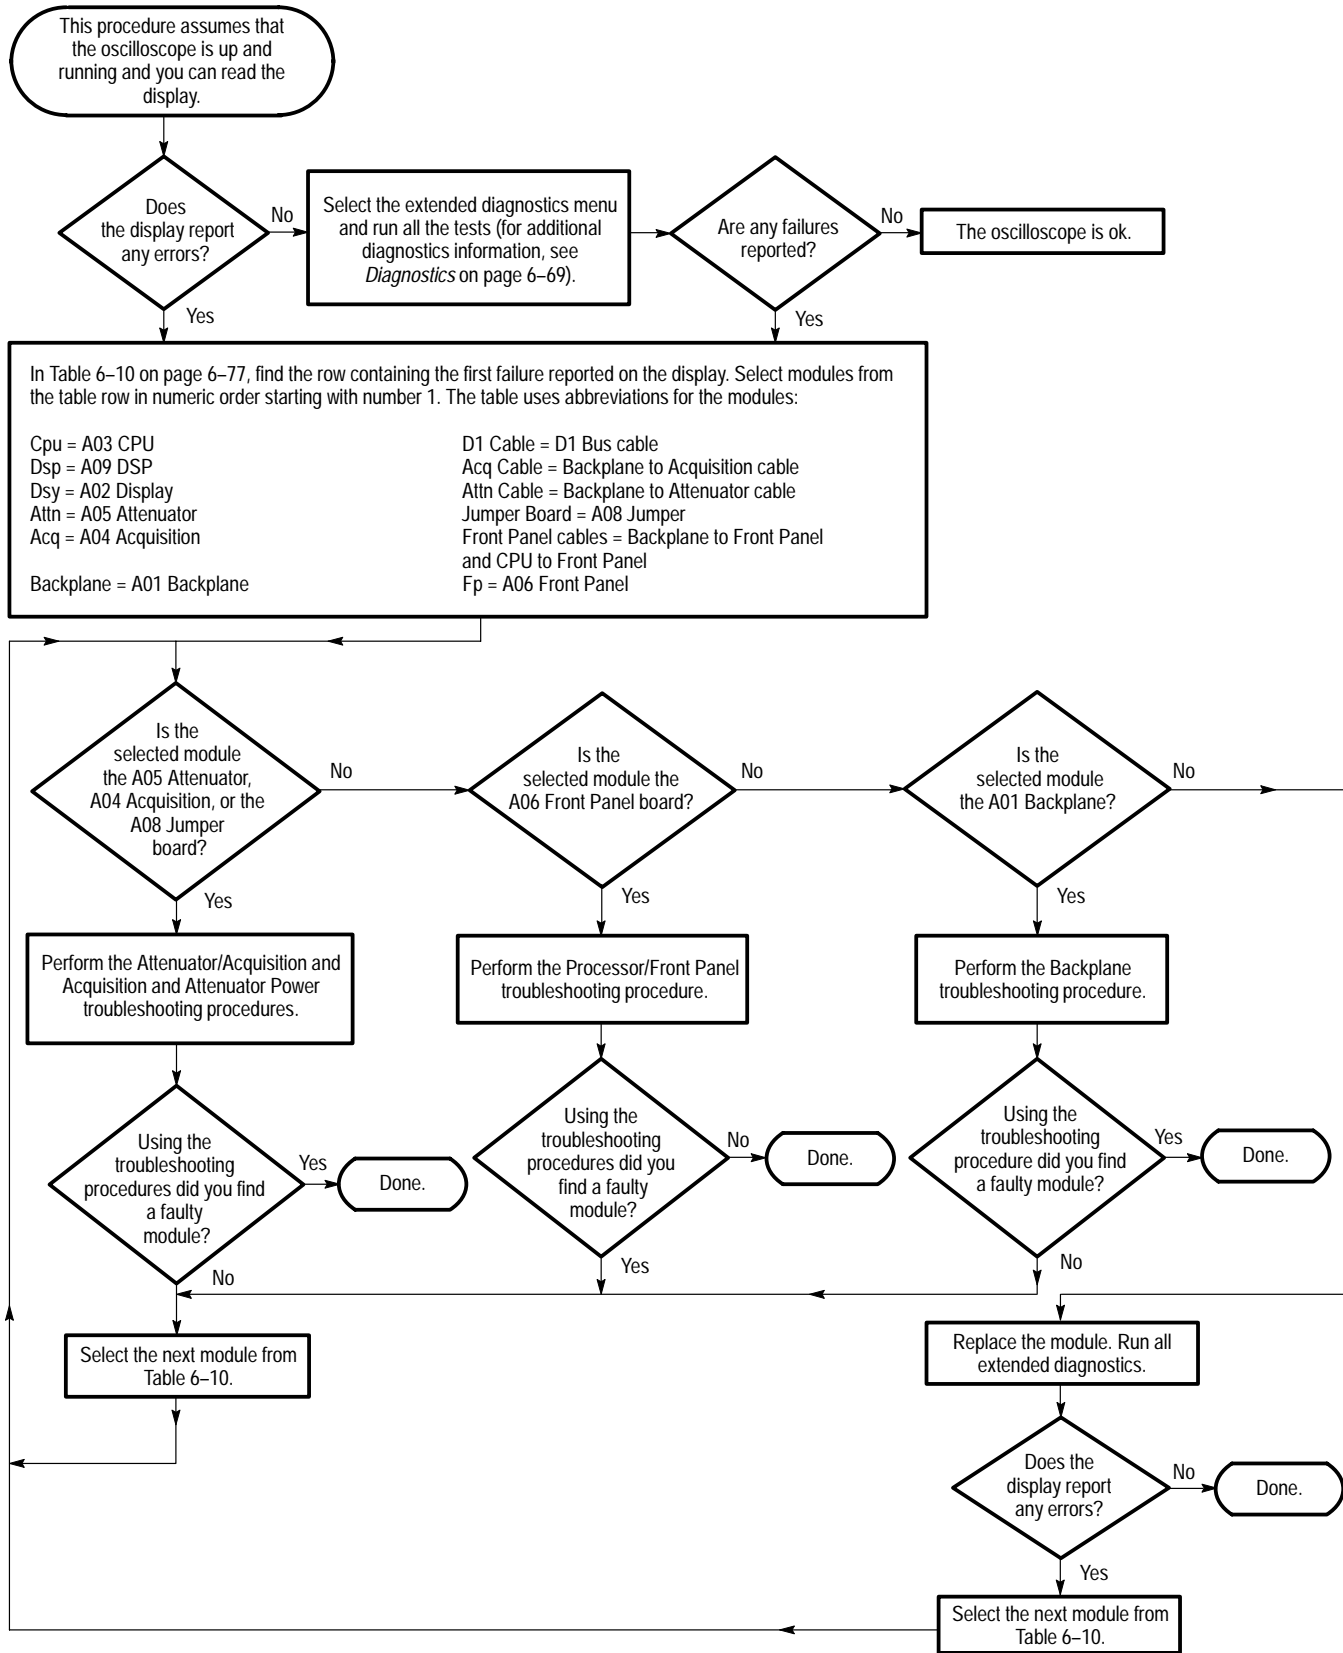 This procedure assumes that
the oscilloscope is up and
running and you can read the
display.
Does
the display report
any errors?
No
Select the extended diagnostics menu
and run all the tests (for additional
diagnostics information, see
Diagnostics on page 6–69).
Are any failures
reported?
No
The oscilloscope is ok.
Yes
Yes
In Table 6–10 on page 6–77, find the row containing the first failure reported on the display. Select modules from
the table row in numeric order starting with number 1. The table uses abbreviations for the modules:
Cpu = A03 CPU
Dsp = A09 DSP
Dsy = A02 Display
Attn = A05 Attenuator
Acq = A04 Acquisition
Backplane = A01 Backplane
D1 Cable = D1 Bus cable
Acq Cable = Backplane to Acquisition cable
Attn Cable = Backplane to Attenuator cable
Jumper Board = A08 Jumper
Front Panel cables = Backplane to Front Panel
and CPU to Front Panel
Fp = A06 Front Panel
Is the
selected module
the A05 Attenuator,
A04 Acquisition, or the
A08 Jumper
board?
No
Is the
selected module the
A06 Front Panel board?
No
Is the
selected module
the A01 Backplane?
No
Yes
Yes
Yes
Perform the Attenuator/Acquisition and
Acquisition and Attenuator Power
troubleshooting procedures.
Perform the Processor/Front Panel
troubleshooting procedure.
Perform the Backplane
troubleshooting procedure.
Using the
troubleshooting
procedures did you find
a faulty
module?
Yes
Done.
Using the
troubleshooting
procedures did you
find a faulty
module?
No
Done.
Using the
troubleshooting
procedure did you find
a faulty module?
Yes
Done.
No
Yes
No
Select the next module from
Table 6–10.
Replace the module. Run all
extended diagnostics.
Does the
display report
any errors?
No
Done.
Yes
Select the next module from
Table 6–10.